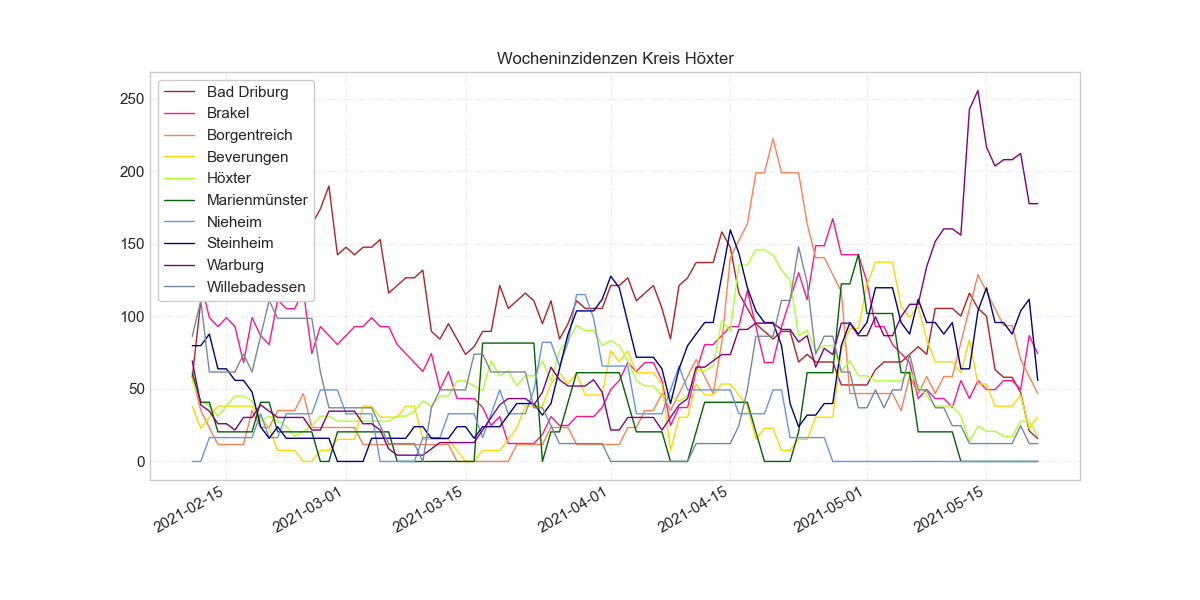 Wocheninzidenzen Kreis Höxter
Bad Driburg
Brakel
Borgentreich
Beverungen
Höxter
Marienmünster
Nieheim
Steinheim
Warburg
Willebadessen
250
200
150
100
50
0
2021-02-15
2021-03-01
2021-03-15
2021-04-01
2021-04-15
2021-05-01
2021-05-15